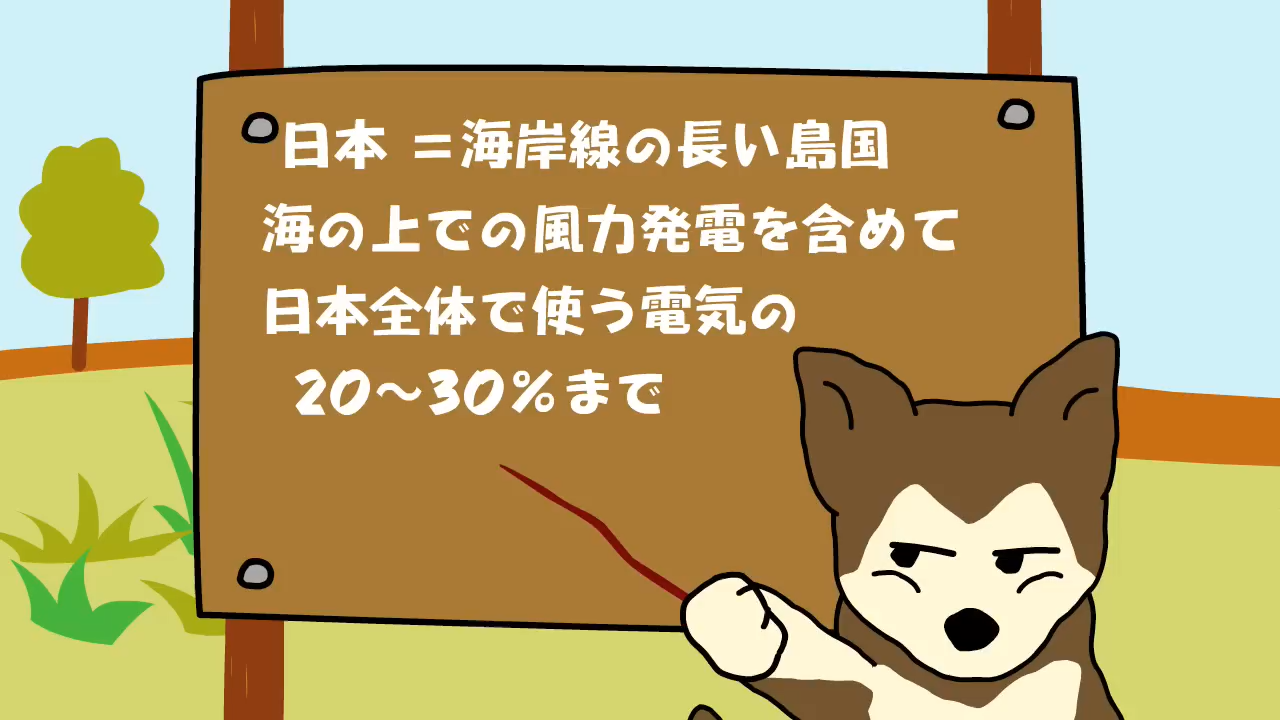 日本 ＝海岸線の長い島国
海の上での風力発電を含めて
日本全体で使う電気の
20～30％まで